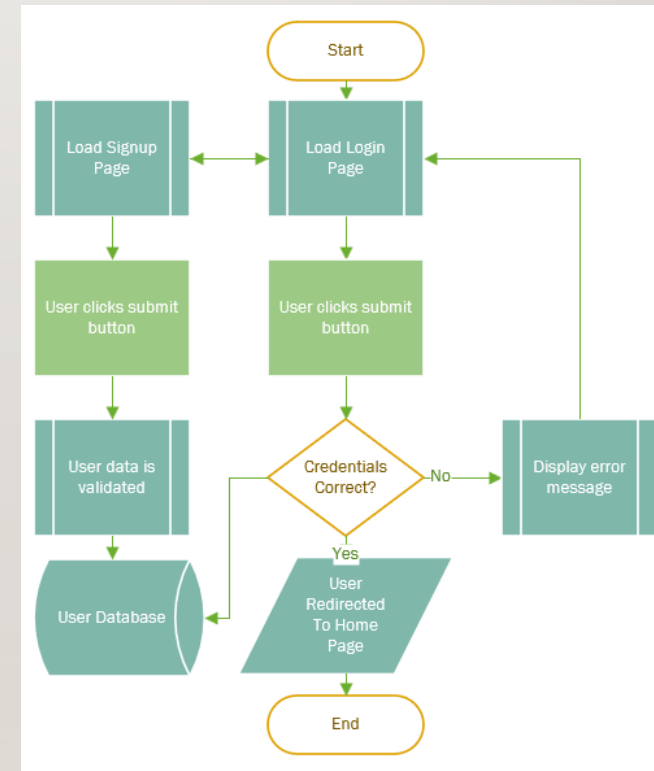 Start
Load Signup
Page
Load Login
Page
User clicks submit
button
User clicks submit
button
User data is
validated
Credentials
Correct?
No
Display error
message
Yes
User Database
User
Redirected
To Home
Page
End